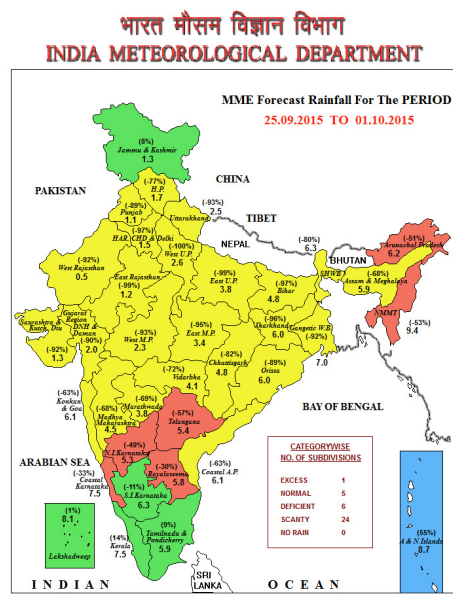 भारत मौसम विज्ञान विभाग
INDIA METEOROLOGICAL DEPARTMENT
MME Forecast Rainfall For The PERIOD
25.09.2015 TO 01.10.2015
(8%)
Jammu & Kashmir
1.3
CHINA
PAKISTAN
(-77%)
H.P.
1.7
(-89%)
Punjab
1.1
(-93%)
2.5
Uttarakhand
TIBET
(-97%)
HAR. CHD & Delhi
1.5
(-100%)
West U.P.
2.6
NEPAL
(-80%)
6.3
BHUTAN
SHWB
(-51%)
Arunachal Pradesh
6.2
(-92%)
West Rajasthan
0.5
East Rajasthan
(-99%)
1.2
(-99%)
East U.P.
3.8
(-97%)
Bihar
4.8
(-68%)
Assam & Meghalaya
5.9
NMMT
(-53%)
9.4
Saurashtra &
Kutch, Diu
(-92%)
1.3
Gujarat
Region
DNH &
Daman
(-90%)
2.0
(-93%)
West M.P.
2.3
(-95%)
East M.P.
3.4
(-96%)
Jharkhand
6.0
Gangetic W.B.
(-92%)
7.0
(-82%)
Chhattisgarh
4.8
(-89%)
Orissa
6.0
(-72%)
Vidarbha
4.1
(-63%)
Konkan
& Goa
6.1
(-68%)
Madhya
Maharashtra
4.5
(-69%)
Marathwada
3.8
(-57%)
Telangana
5.4
BAY OF BENGAL
ARABIAN SEA
(-49%)
N.I.Karnataka
5.3
(-30%)
Rayalaseema
5.8
(-63%)
Coastal A.P.
6.1
(-33%)
Coastal
Karnataka
7.5
(-11%)
S.I.Karnataka
6.3
CATEGORYWISE
NO. OF SUBDIVISIONS
EXCESS 1
NORMAL 5
DEFICIENT 6
SCANTY 24
NO RAIN 0
(1%)
8.1
Lakshadweep
(14%)
Kerala
7.5
(9%)
Tamilnadu &
Pondicherry
5.9
(55%)
A & N Islands
8.7
SRI
LANKA
INDIAN OCEAN